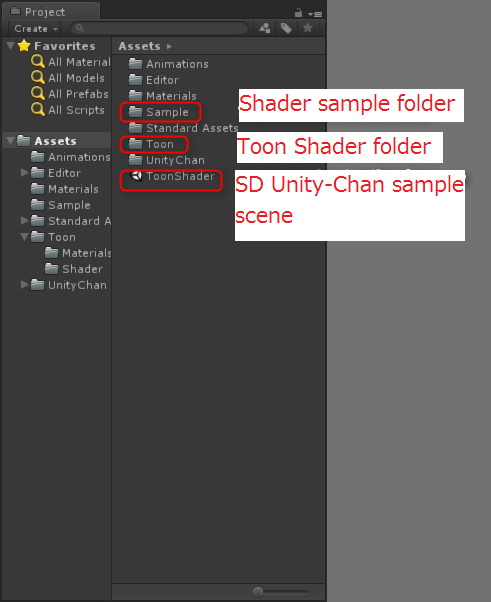 Project
Create
Favorites
All Material
All Models
All Prefabs
All Scripts
Assets
Animations
Editor
Materials
Sample
Standard A
Toon
Materials
Shader
UnityChan
Assets
Animations
Editor
Materials
Sample
Standard Assets
Toon
UnityChan
ToonShader
Shader sample folder
Toon Shader folder
SD Unity-Chan sample
scene